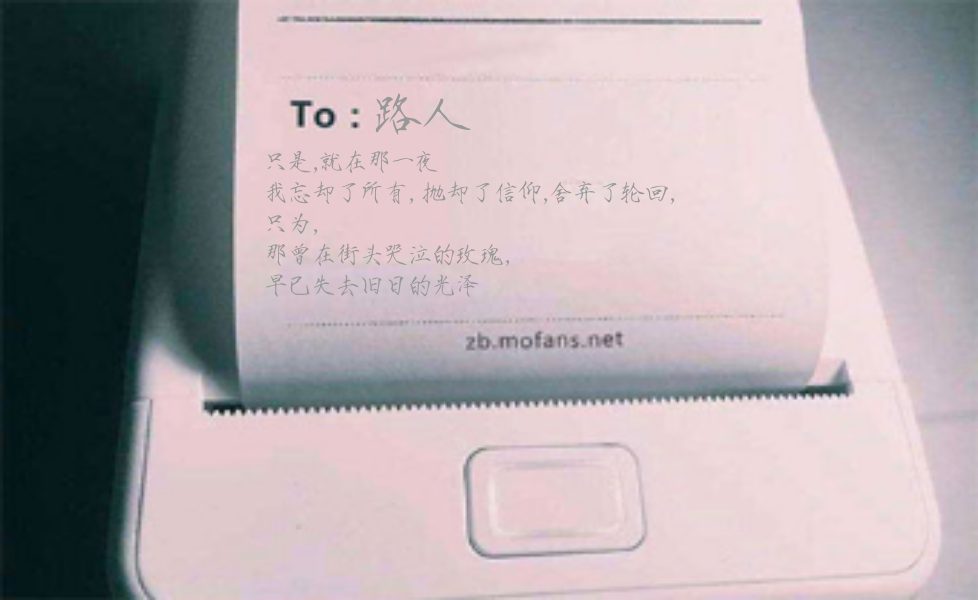 To：路人
只是,就在那一夜
我忘却了所有,抛却了信仰,舍弃了轮回,
只为,
那曾在街头哭泣的玫瑰,
早已失去旧日的光泽
zb.mofans.net